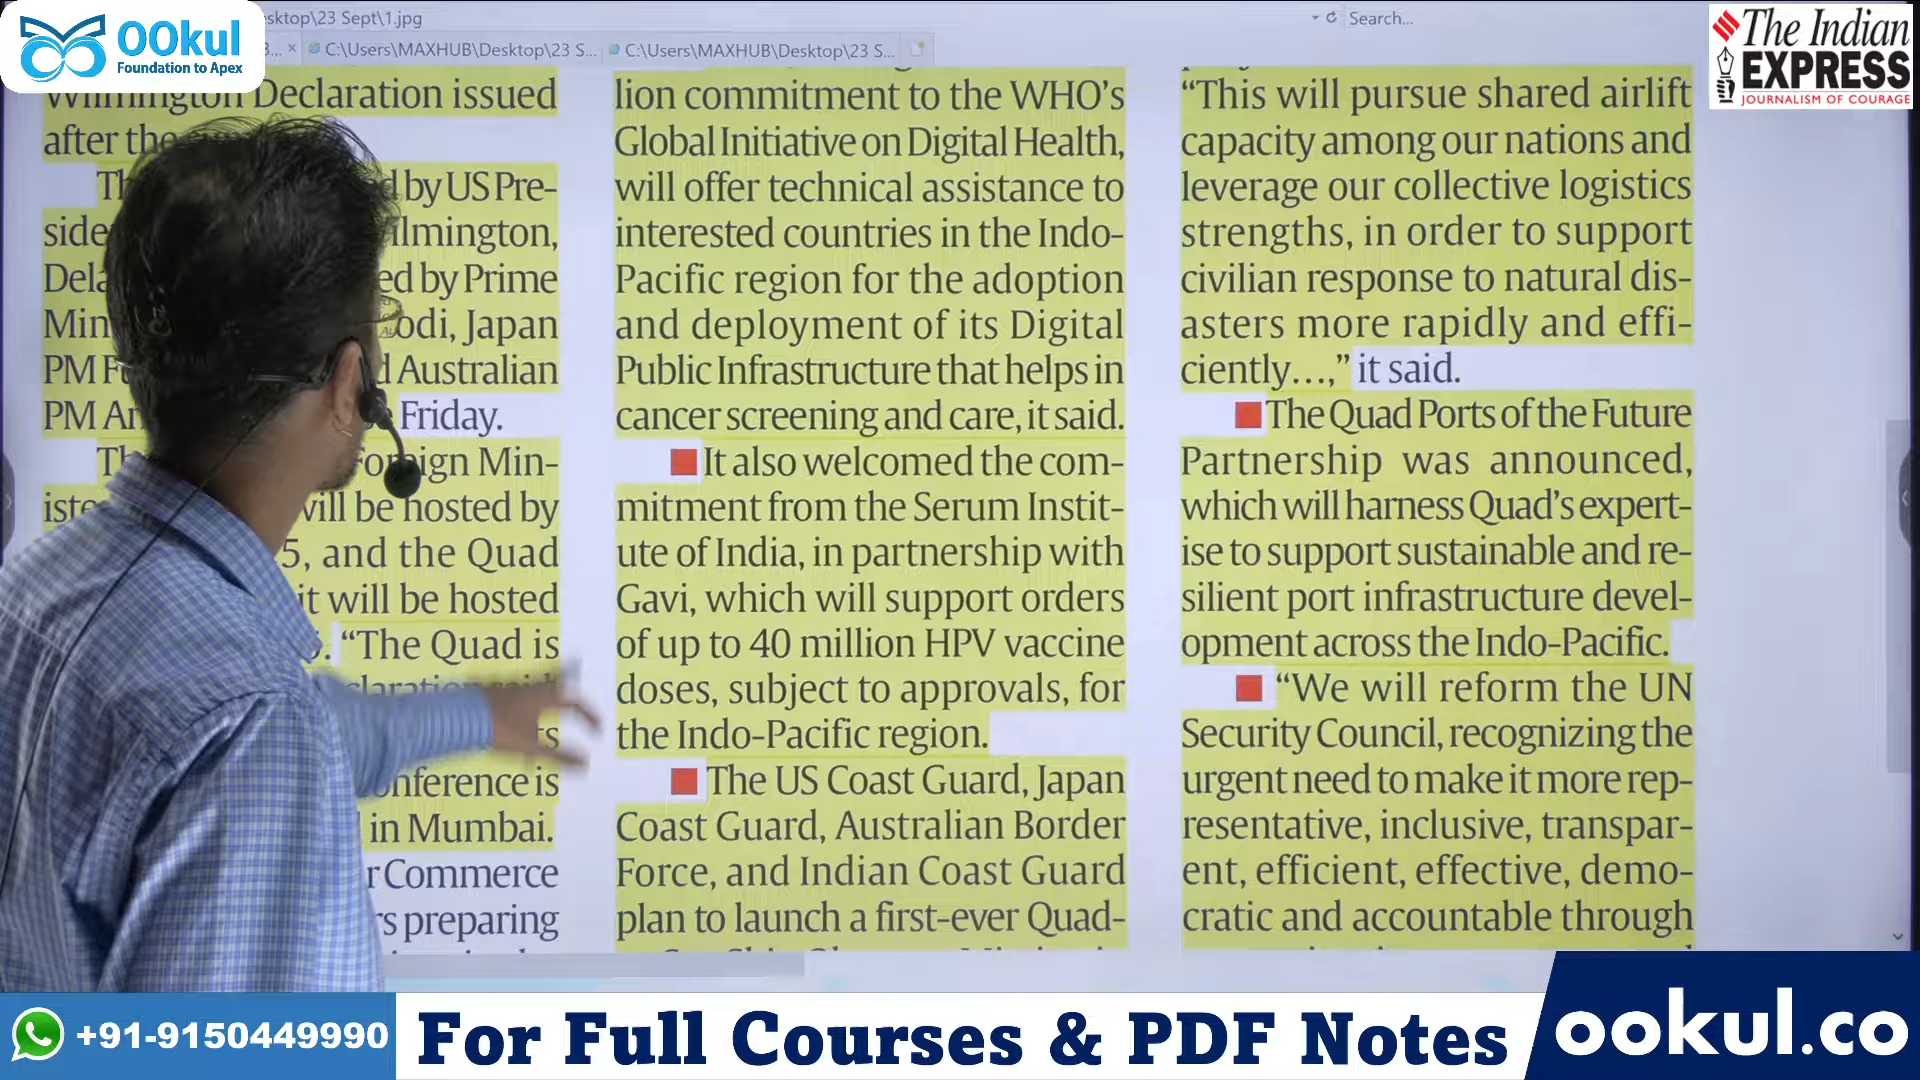 OOkul
Foundation to Apex
sktop\23 Sept\1.jpg
Search...
3...
C:\Users\MAXHUB\Desktop\23 S...
C:\Users\MAXHUB\Desktop\23 S...
The Indian
EXPRESS
JOURNALISM OF COURAGE
Wilmington Declaration issued
after the
by US Pre-
side
lmington,
Dela
ed by Prime
Min
odi, Japan
PM
Australian
PM
Friday.
Foreign Min-
iste
will be hosted by
5, and the Quad
it will be hosted
“The Quad is
onference is
in Mumbai.
Commerce
preparing
lion commitment to the WHO’s
Global Initiative on Digital Health,
will offer technical assistance to
interested countries in the Indo-
Pacific region for the adoption
and deployment of its Digital
Public Infrastructure that helps in
cancer screening and care, it said.
It also welcomed the com-
mitment from the Serum Instit-
ute of India, in partnership with
Gavi, which will support orders
of up to 40 million HPV vaccine
doses, subject to approvals, for
the Indo-Pacific region.
The US Coast Guard, Japan
Coast Guard, Australian Border
Force, and Indian Coast Guard
plan to launch a first-ever Quad-
“This will pursue shared airlift
capacity among our nations and
leverage our collective logistics
strengths, in order to support
civilian response to natural dis-
asters more rapidly and effi-
ciently...,” it said.
The Quad Ports of the Future
Partnership was announced,
which will harness Quad’s expert-
ise to support sustainable and re-
silient port infrastructure devel-
opment across the Indo-Pacific.
“We will reform the UN
Security Council, recognizing the
urgent need to make it more rep-
resentative, inclusive, transpar-
ent, efficient, effective, demo-
cratic and accountable through
+91-9150449990
For Full Courses & PDF Notes
ookul.co